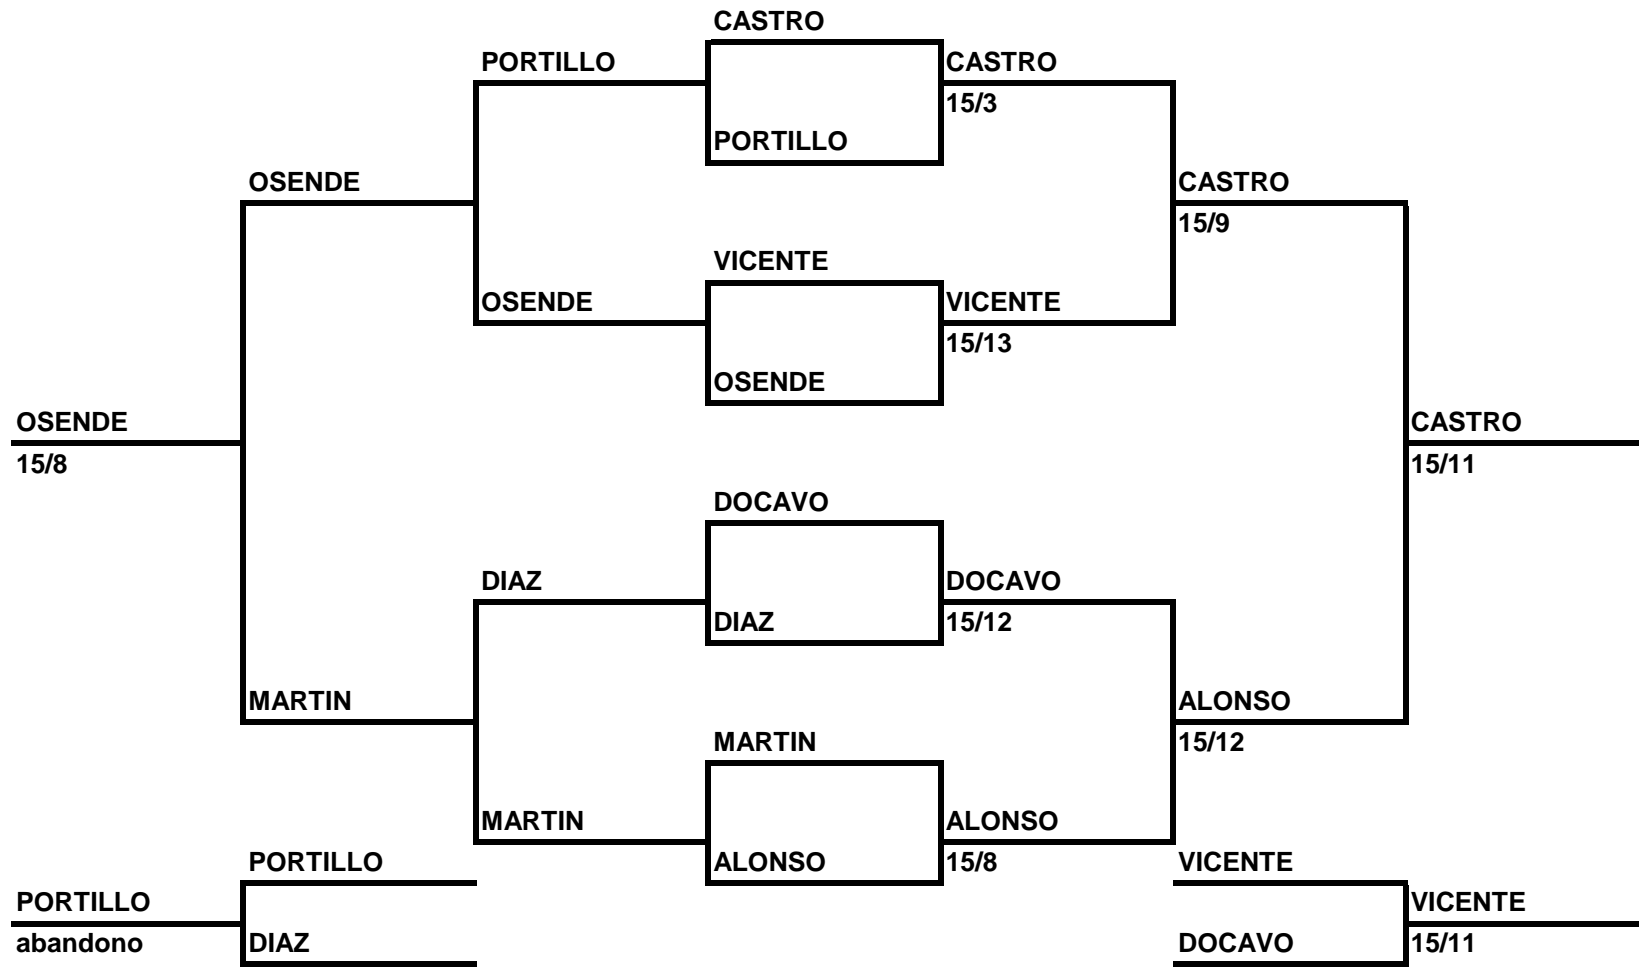 CASTRO
PORTILLO
CASTRO
15/3
PORTILLO
OSENDE
CASTRO
15/9
VICENTE
OSENDE
VICENTE
15/13
OSENDE
OSENDE
15/8
CASTRO
15/11
DOCAVO
DIAZ
DOCAVO
DIAZ
15/12
MARTIN
ALONSO
15/12
MARTIN
MARTIN
ALONSO
PORTILLO
ALONSO
15/8
VICENTE
PORTILLO
abandono
DIAZ
VICENTE
DOCAVO
15/11